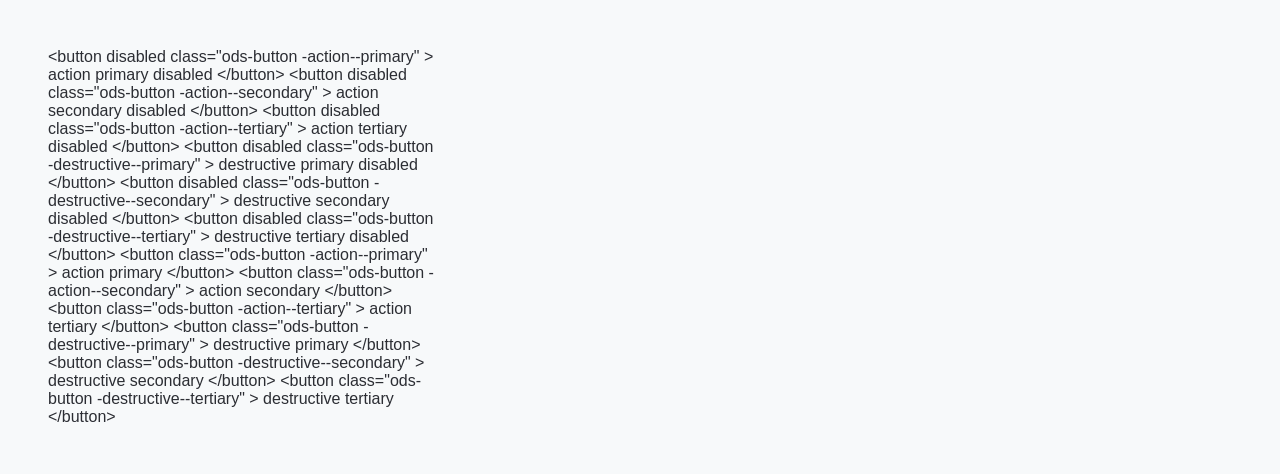 <button disabled class="ods-button -action--primary" >
action primary disabled </button> <button disabled
class="ods-button -action--secondary" > action
secondary disabled </button> <button disabled
class="ods-button -action--tertiary" > action tertiary
disabled </button> <button disabled class="ods-button
-destructive--primary" > destructive primary disabled
</button> <button disabled class="ods-button -
destructive--secondary" > destructive secondary
disabled </button> <button disabled class="ods-button
-destructive--tertiary" > destructive tertiary disabled
</button> <button class="ods-button -action--primary"
> action primary </button> <button class="ods-button -
action--secondary" > action secondary </button>
<button class="ods-button -action--tertiary" > action
tertiary </button> <button class="ods-button -
destructive--primary" > destructive primary </button>
<button class="ods-button -destructive--secondary" >
destructive secondary </button> <button class="ods-
button -destructive--tertiary" > destructive tertiary
</button>